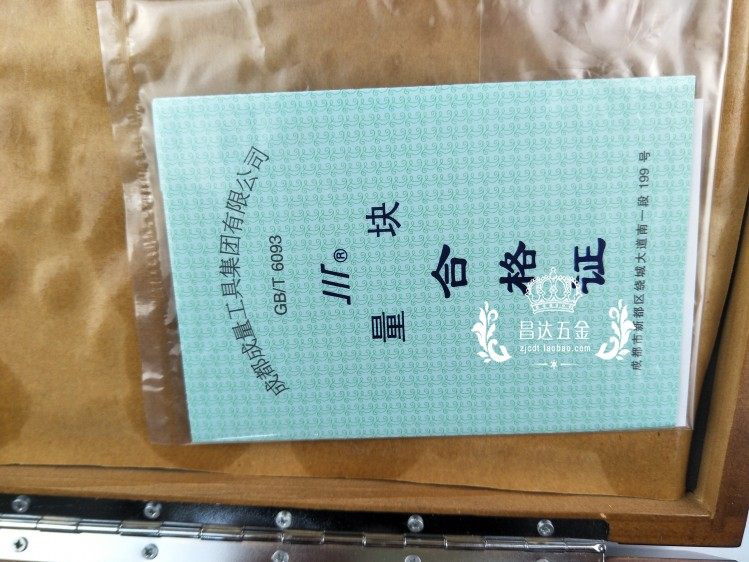 成都成量工具集团有限公司
GB/T 6093
川®
量块
合格证
成都市新都区绕城大道南一段 199 号
昌达五金
zjcdt.taobao.com